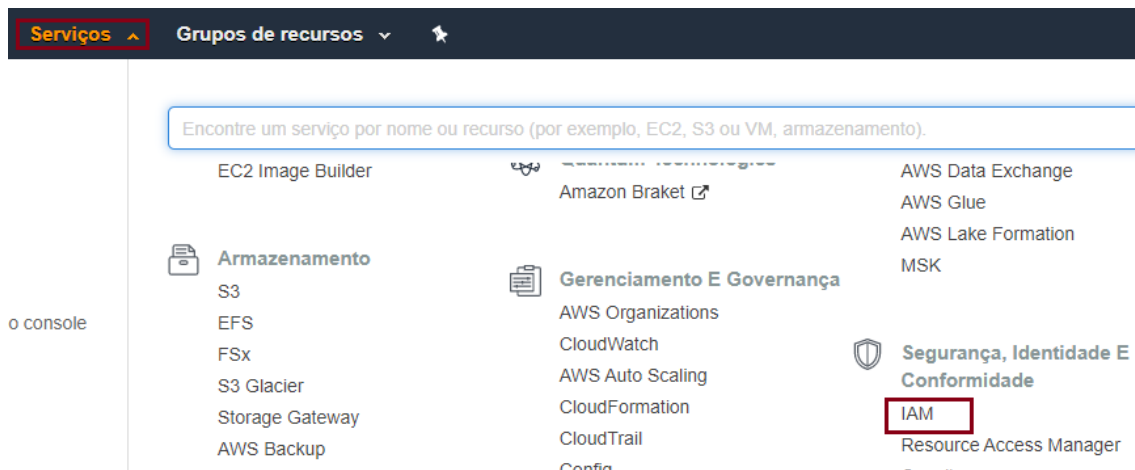 Serviços
Grupos de recursos
Encontre um serviço por nome ou recurso (por exemplo, EC2, S3 ou VM, armazenamento).
o console
EC2 Image Builder
Armazenamento
S3
EFS
FSx
S3 Glacier
Storage Gateway
AWS Backup
Amazon Braket
Gerenciamento E Governança
AWS Organizations
CloudWatch
AWS Auto Scaling
CloudFormation
CloudTrail
Config
AWS Data Exchange
AWS Glue
AWS Lake Formation
MSK
Segurança, Identidade E
Conformidade
IAM
Resource Access Manager